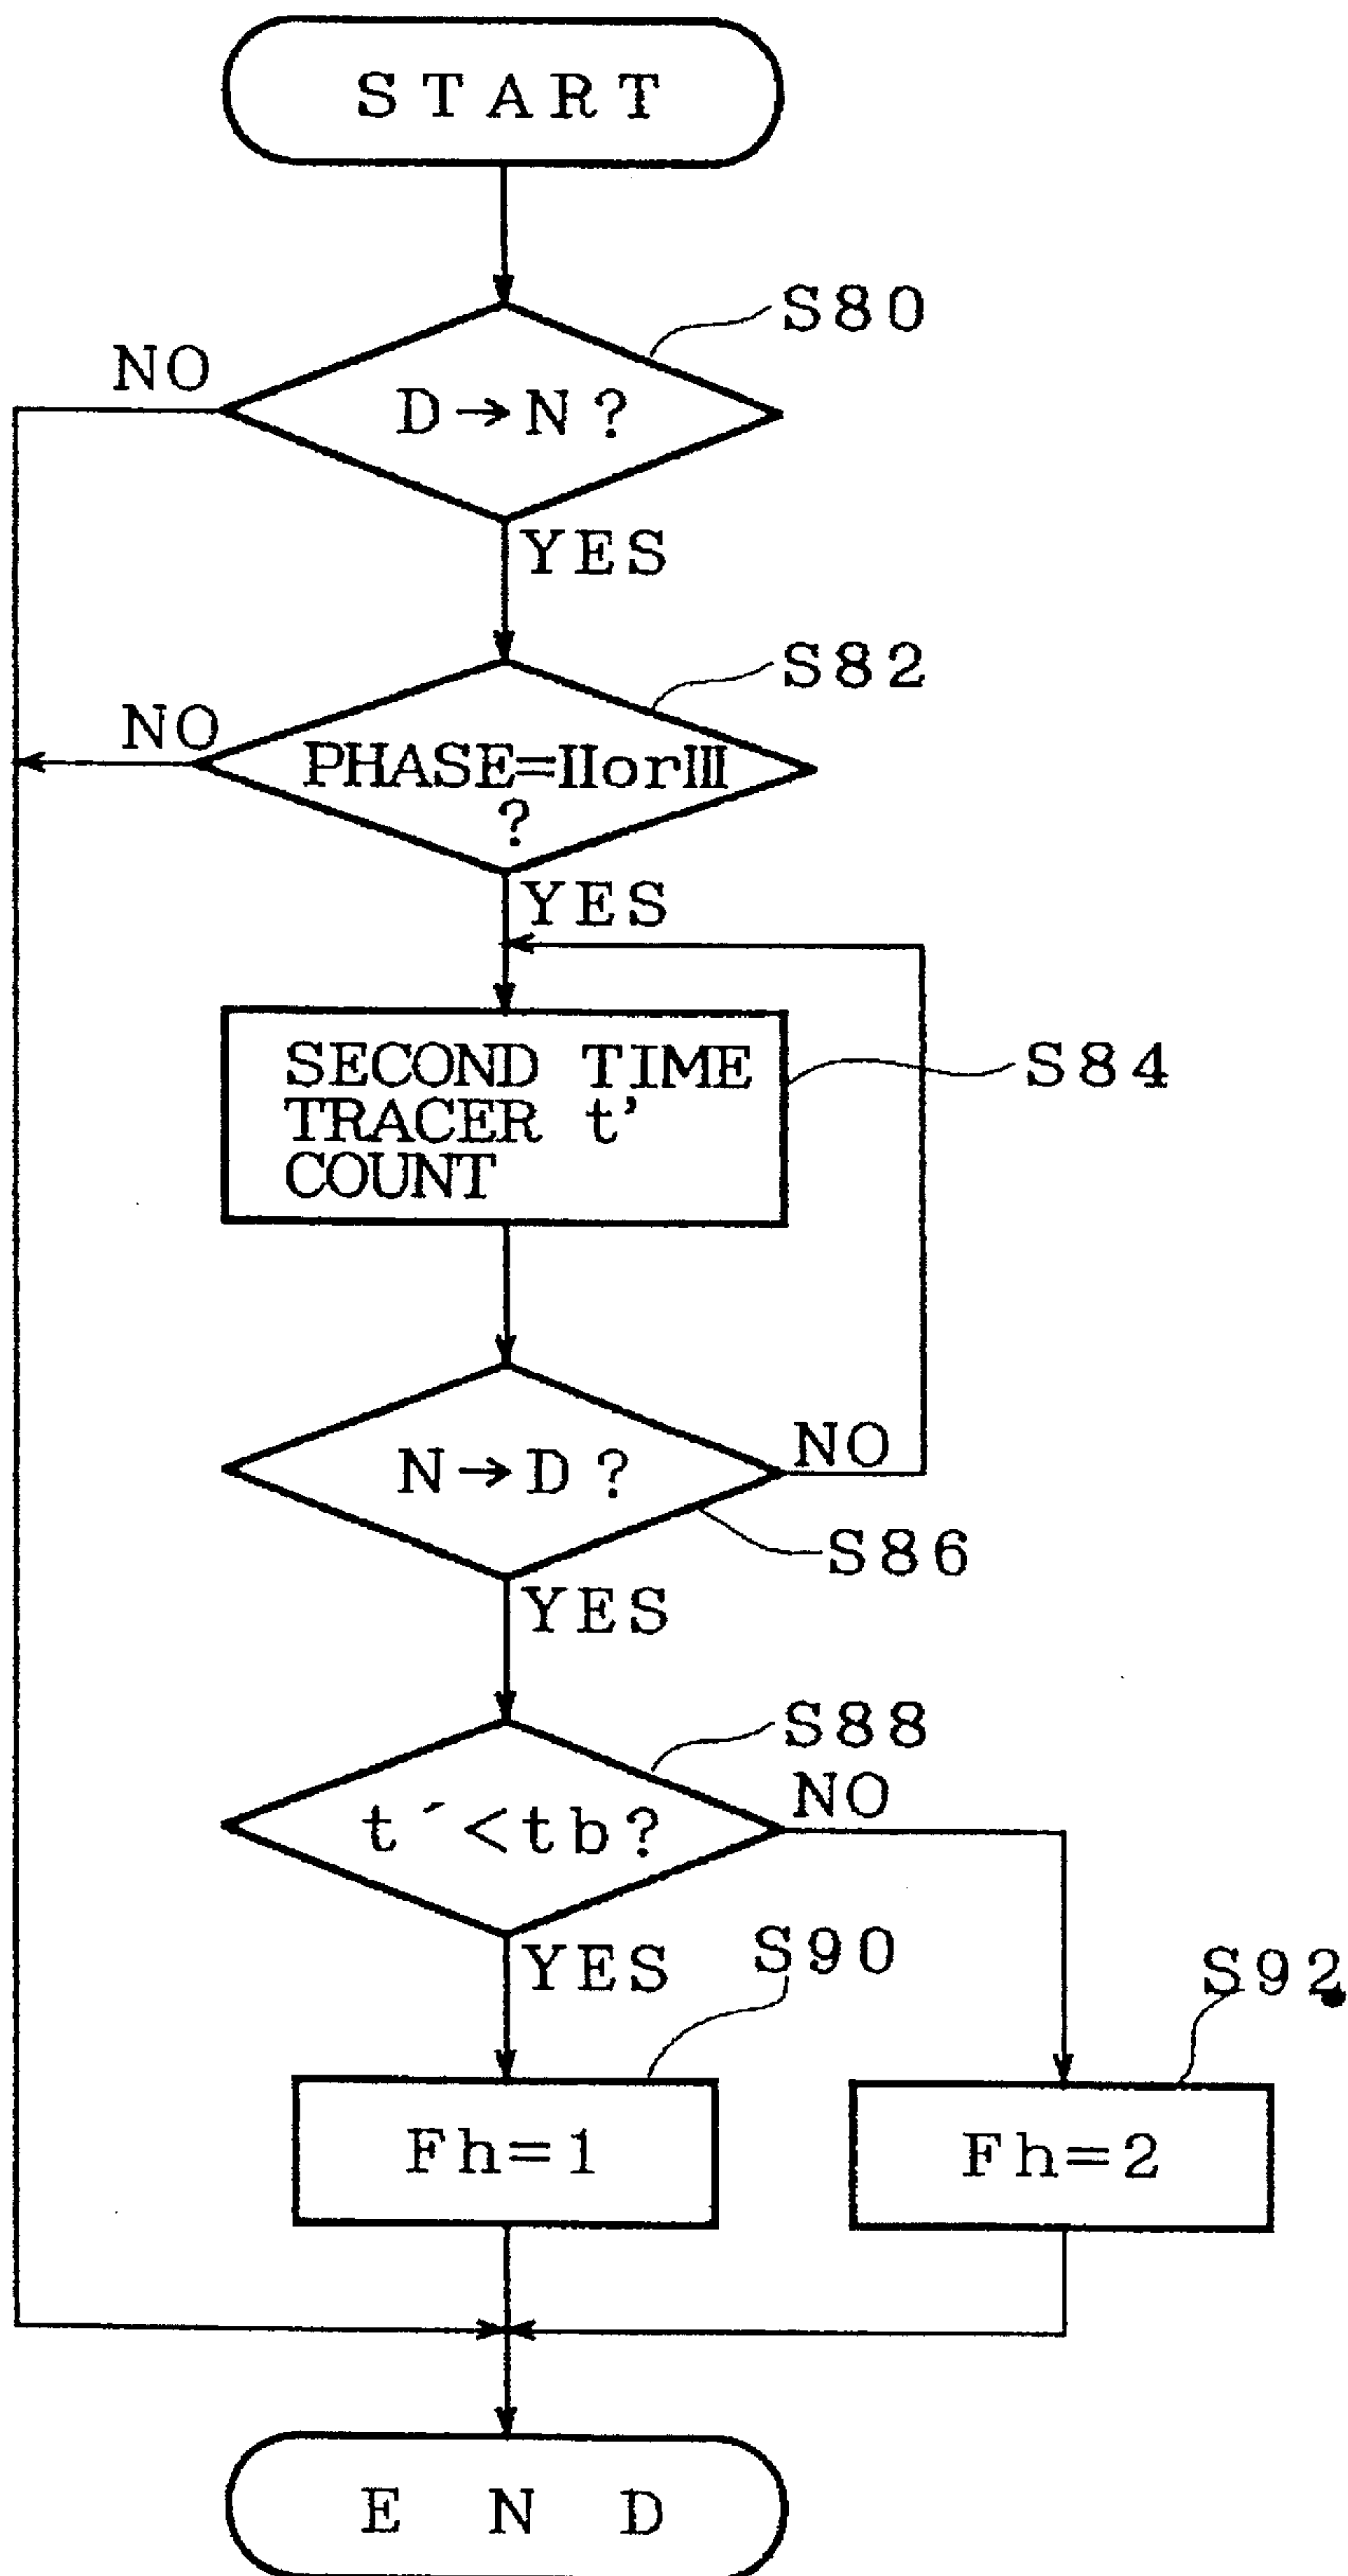 START
S80
NO
D→N?
YES
S82
NO
PHASE=IIorIII
?
YES
SECOND TIME
TRACER t'
COUNT
S84
N→D?
NO
S86
YES
S88
NO
t´<tb?
YES
S90
S92
Fh=1
Fh=2
END